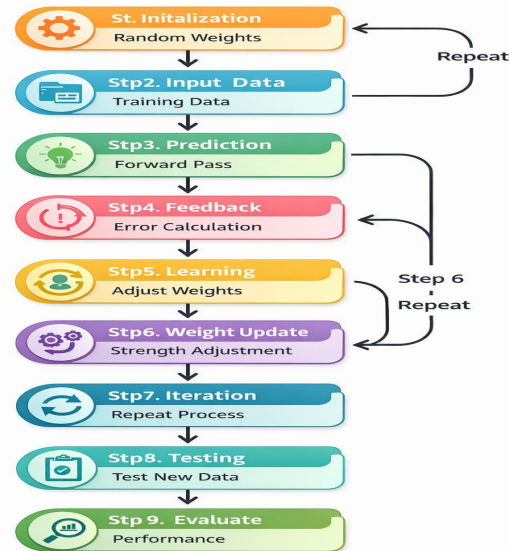 St. Initalization
Random Weights
Repeat
Stp2. Input Data
Training Data
Stp3. Prediction
Forward Pass
Stp4. Feedback
Error Calculation
Stp5. Learning
Adjust Weights
Step 6
Repeat
Stp6. Weight Update
Strength Adjustment
Stp7. Iteration
Repeat Process
Stp8. Testing
Test New Data
Stp 9. Evaluate
Performance